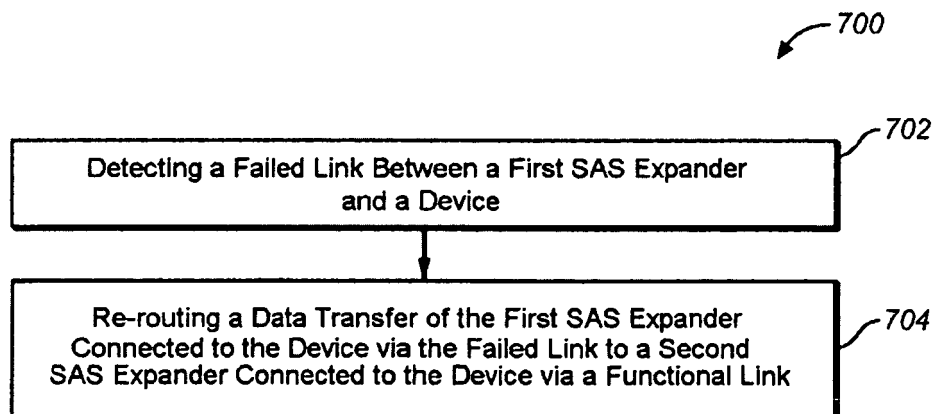 700
702
Detecting a Failed Link Between a First SAS Expander
and a Device
Re-routing a Data Transfer of the First SAS Expander
Connected to the Device via the Failed Link to a Second
SAS Expander Connected to the Device via a Functional Link
704